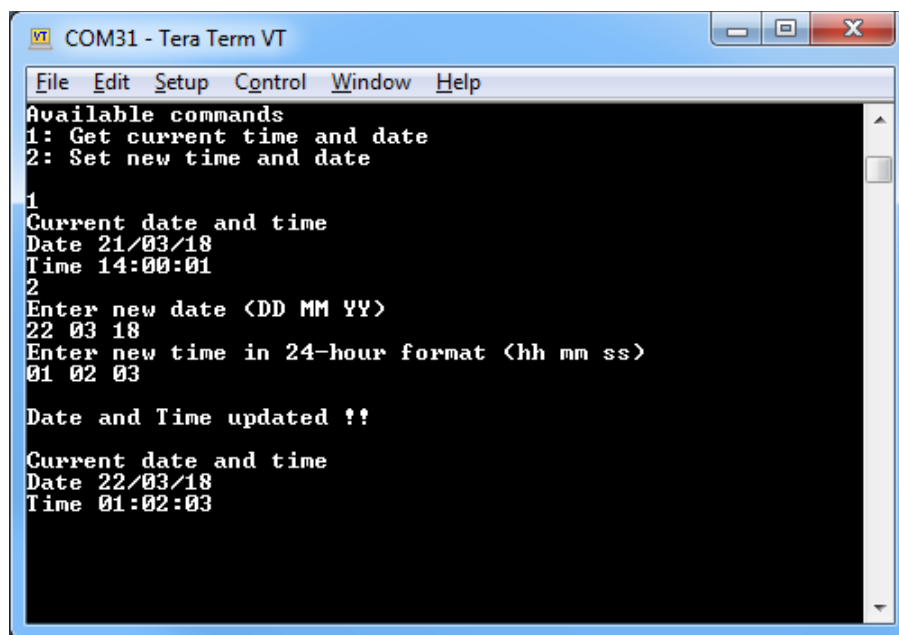 COM31 - Tera Term VT
File Edit Setup Control Window Help
Available commands
1: Get current time and date
2: Set new time and date
1
Current date and time
Date 21/03/18
Time 14:00:01
2
Enter new date (DD MM YY)
22 03 18
Enter new time in 24-hour format (hh mm ss)
01 02 03
Date and Time updated !!
Current date and time
Date 22/03/18
Time 01:02:03